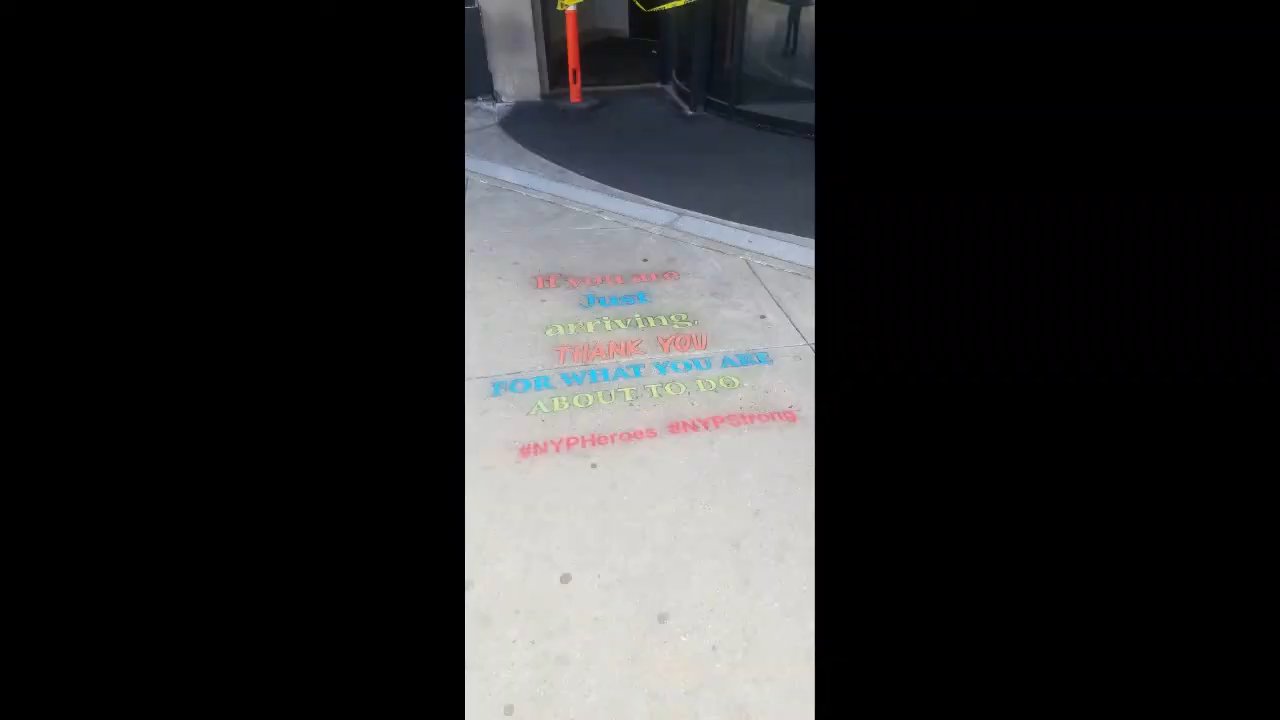 If you are
Just
arriving,
THANK YOU
FOR WHAT YOU ARE
ABOUT TO DO.
#NYPHeroes #NYPStrong